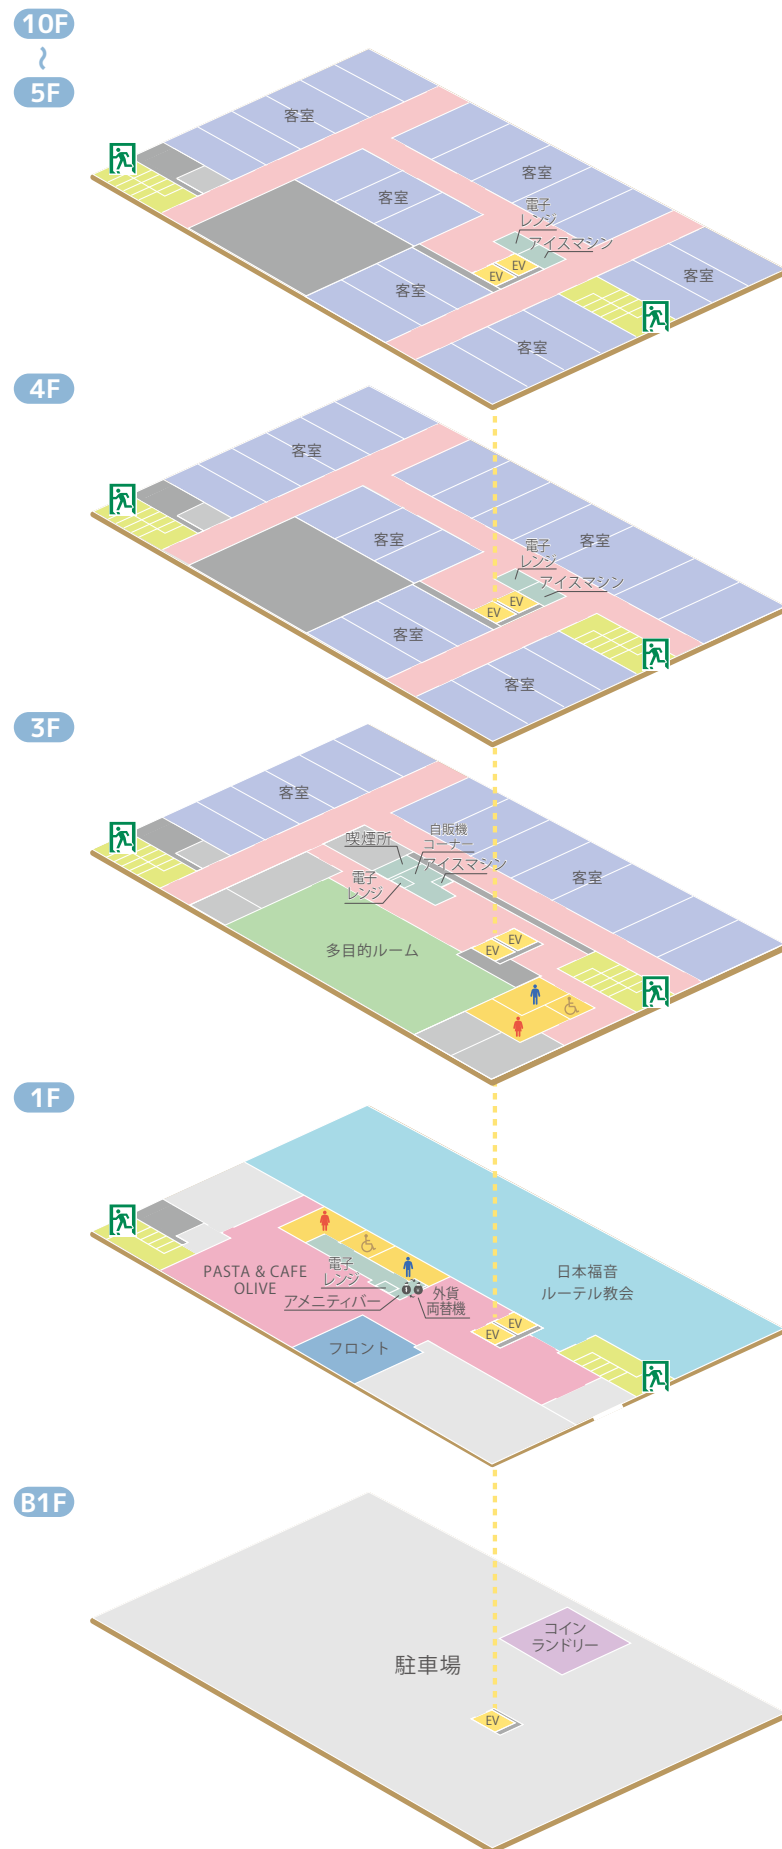 10F
〜
5F
客室
客室
電子
レンジ
客室
アイスマシン
EV
EV
客室
客室
客室
4F
客室
客室
電子
レンジ
客室
アイスマシン
EV
EV
客室
客室
3F
客室
喫煙所
自販機
コーナー
アイスマシン
電子
レンジ
客室
多目的ルーム
EV
EV
1F
PASTA & CAFE
OLIVE
電子
レンジ
アメニティバー
外貨
両替機
日本福音
ルーテル教会
EV
EV
フロント
B1F
コイン
ランドリー
駐車場
EV